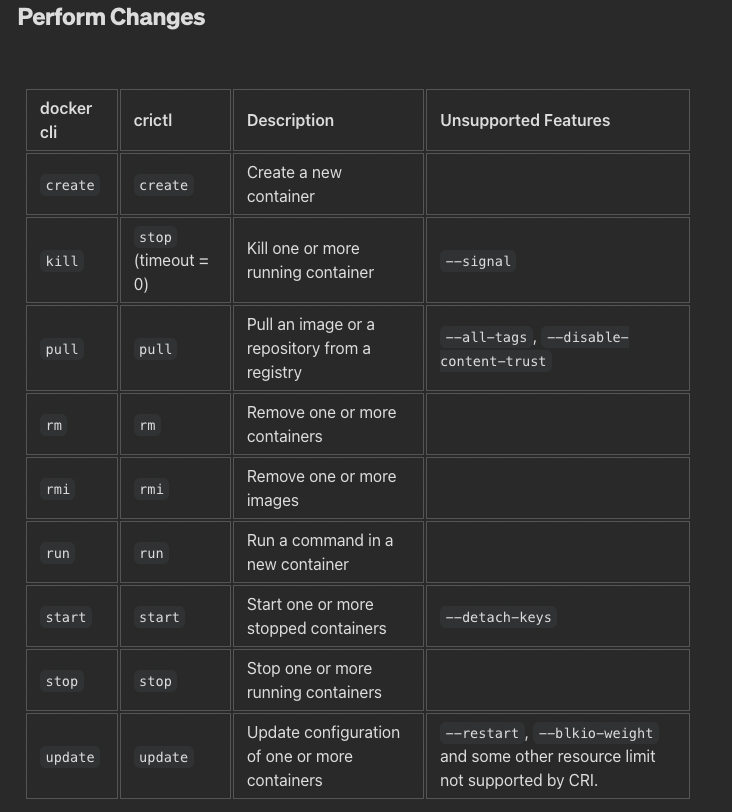 Perform Changes
docker
cli
crictl
Description
Unsupported Features
create
create
Create a new
container
kill
stop
(timeout =
0)
Kill one or more
running container
--signal
pull
pull
Pull an image or a
repository from a
registry
--all-tags , --disable-
content-trust
rm
rm
Remove one or more
containers
rmi
rmi
Remove one or more
images
run
run
Run a command in a
new container
start
start
Start one or more
stopped containers
--detach-keys
stop
stop
Stop one or more
running containers
update
update
Update configuration
of one or more
containers
--restart , --blkio-weight
and some other resource limit
not supported by CRI.